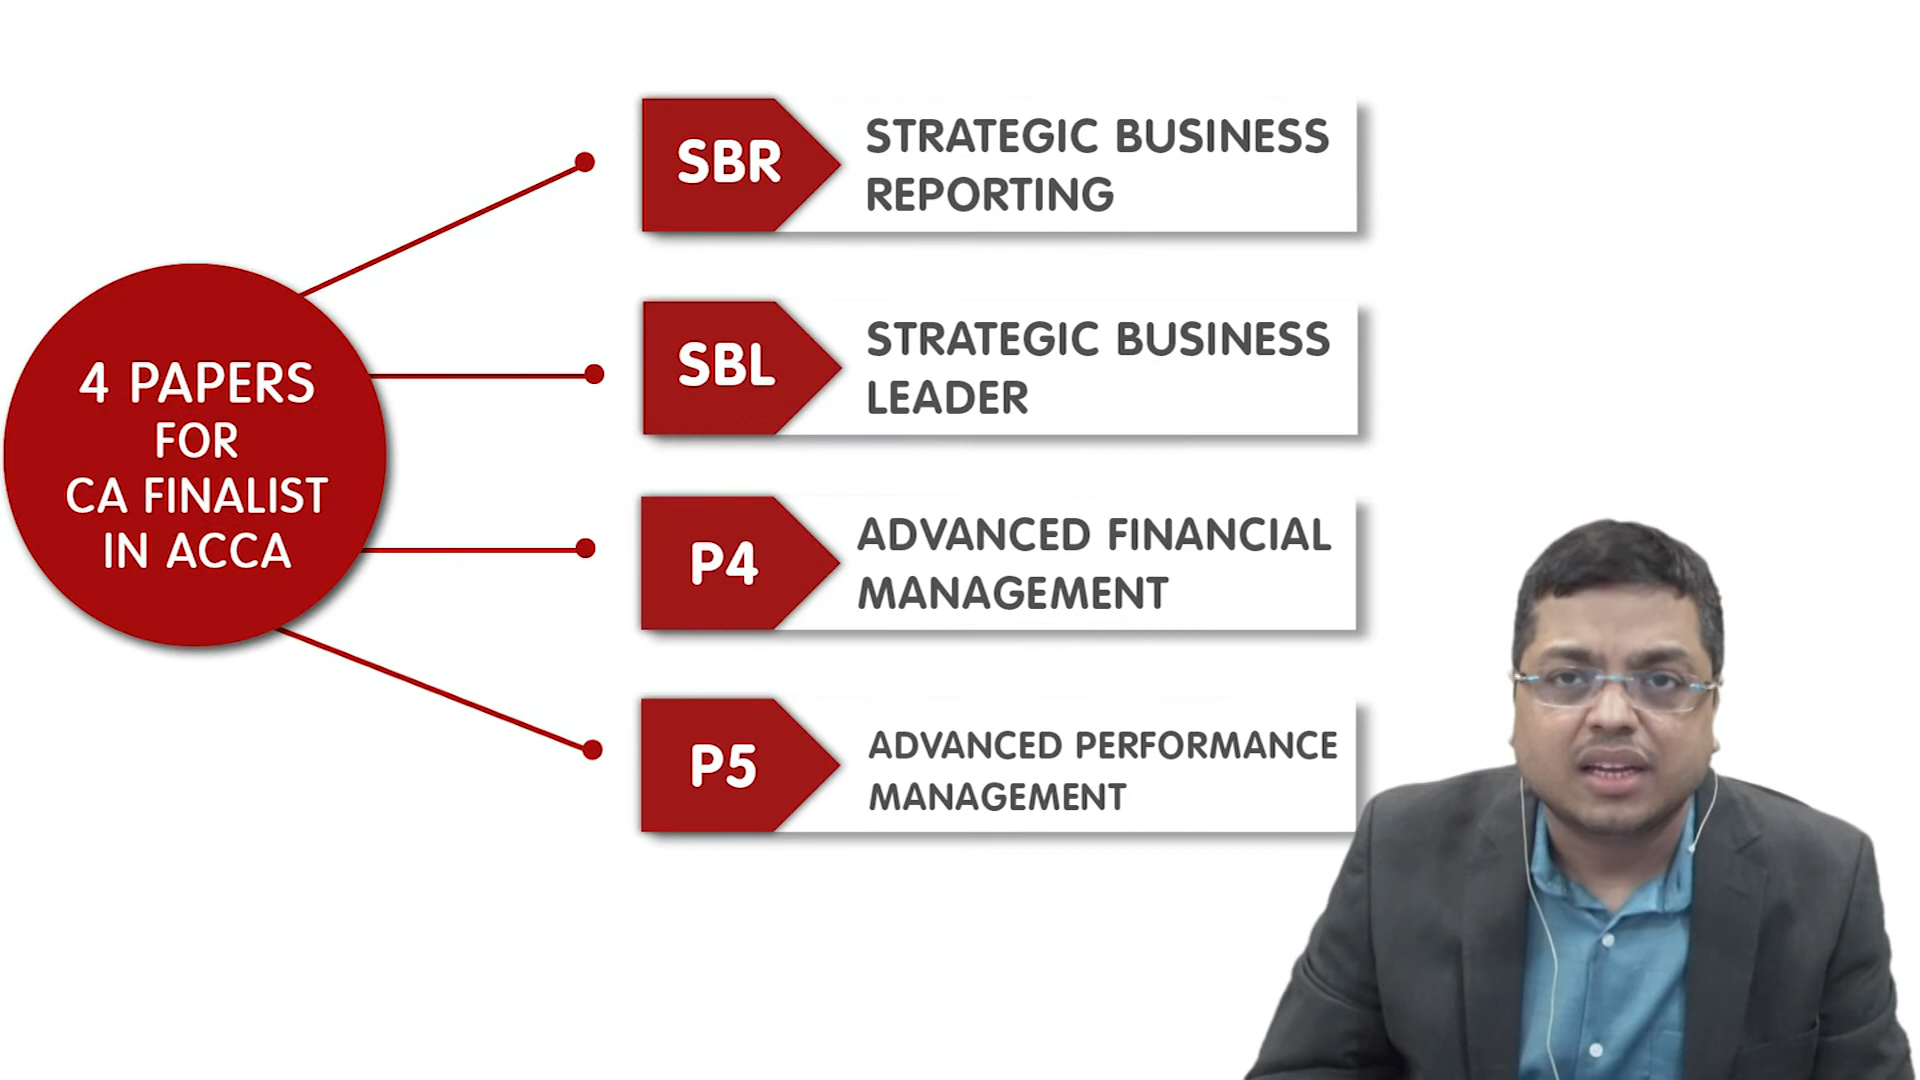 4 PAPERS
FOR
CA FINALIST
IN ACCA
SBR
STRATEGIC BUSINESS
REPORTING
SBL
STRATEGIC BUSINESS
LEADER
P4
ADVANCED FINANCIAL
MANAGEMENT
P5
ADVANCED PERFORMANCE
MANAGEMENT